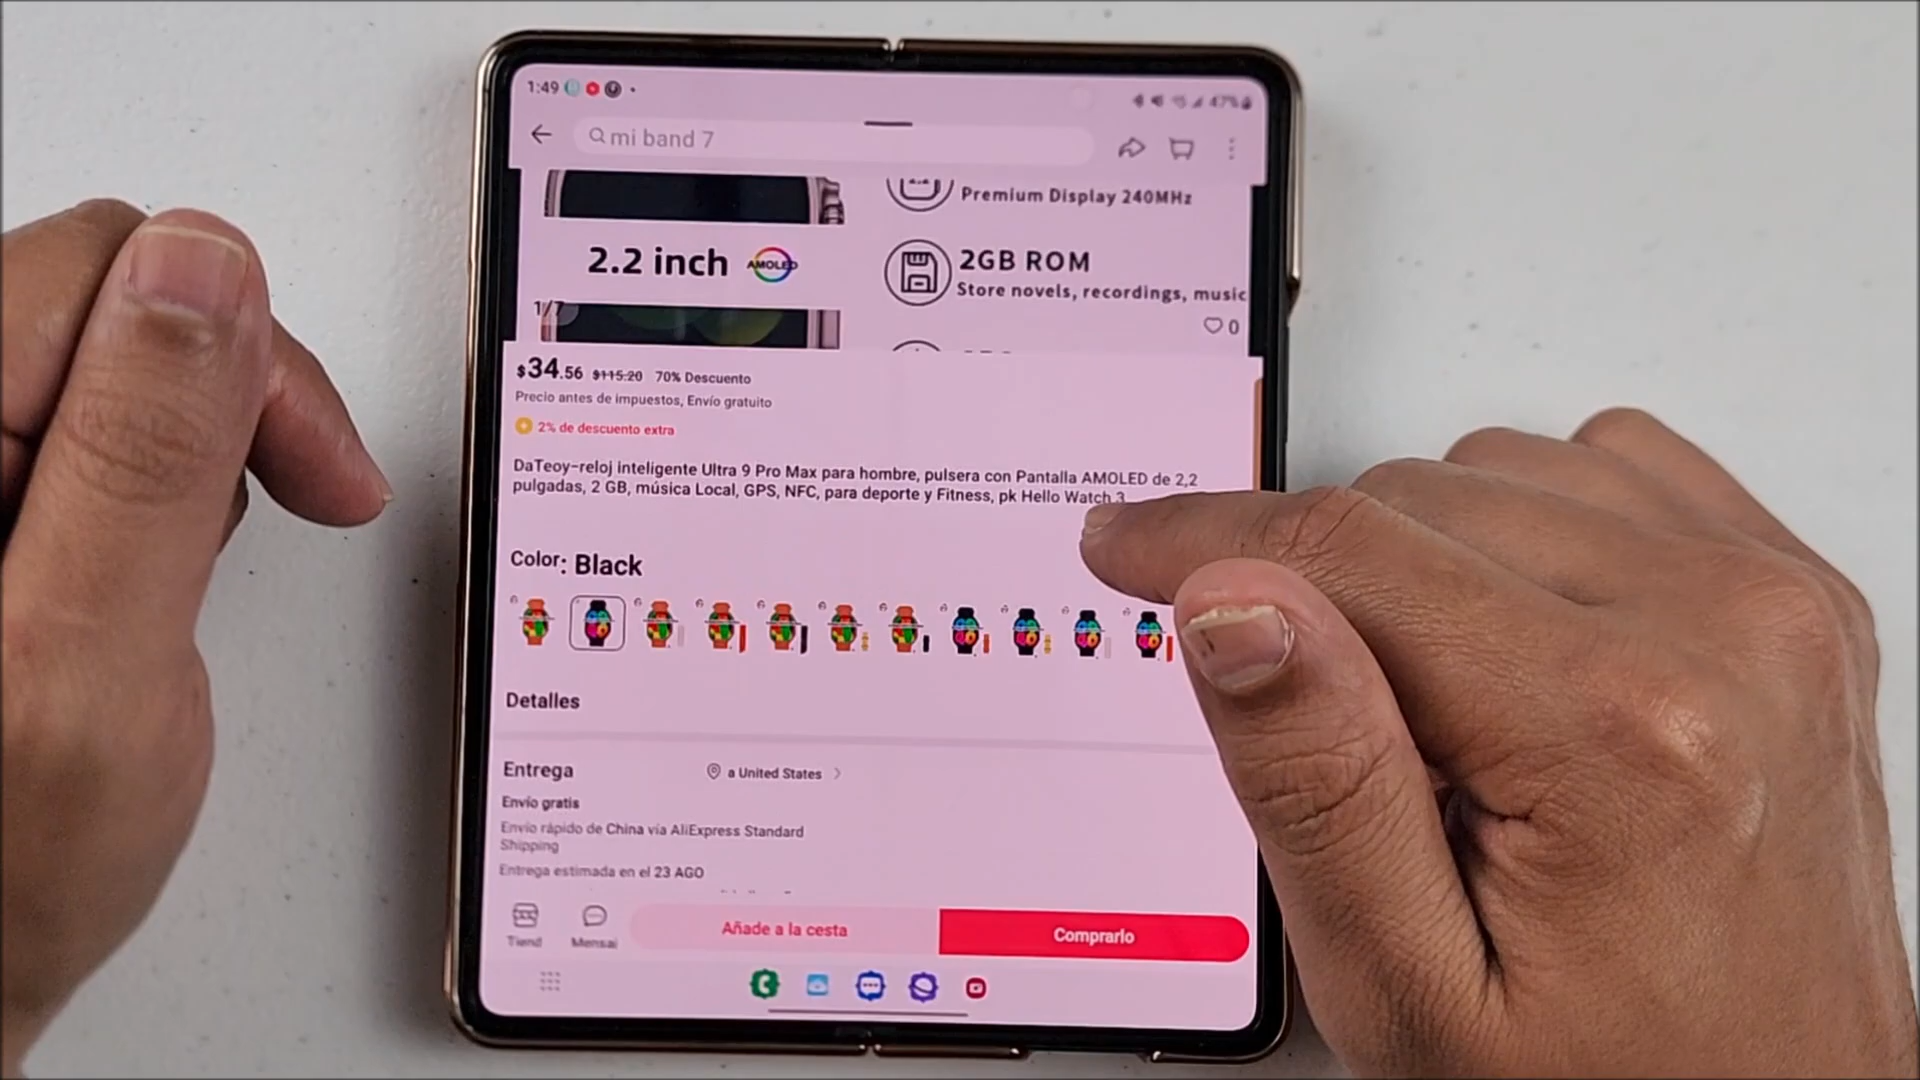 1:49
47%
mi band 7
Premium Display 240MHz
2.2 inch AMOLED
2GB ROM
Store novels, recordings, music
1/7
0
$34.56 $115.20 70% Descuento
Precio antes de impuestos, Envío gratuito
2% de descuento extra
DaTeoy-reloj inteligente Ultra 9 Pro Max para hombre, pulsera con Pantalla AMOLED de 2,2
pulgadas, 2 GB, música Local, GPS, NFC, para deporte y Fitness, pk Hello Watch 3
Color: Black
Detalles
Entrega
a United States
Envío gratis
Envío rápido de China vía AliExpress Standard
Shipping
Entrega estimada en el 23 AGO
Tiend
Mensaj
Añade a la cesta
Comprarlo